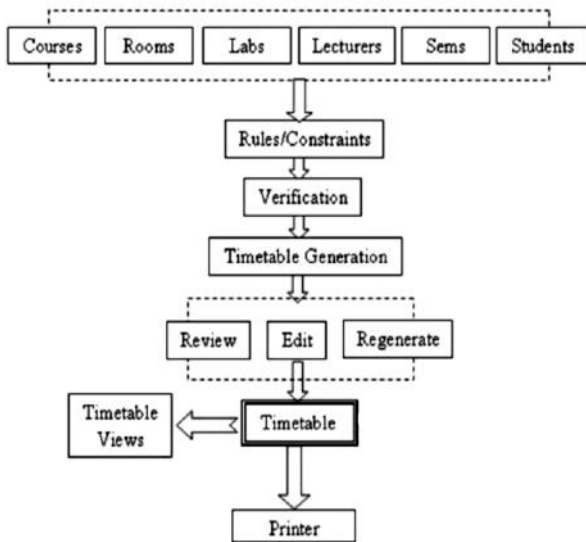 Courses
Rooms
Labs
Lecturers
Sems
Students
Rules/Constraints
Verification
Timetable Generation
Review
Edit
Regenerate
Timetable
Views
Timetable
Printer